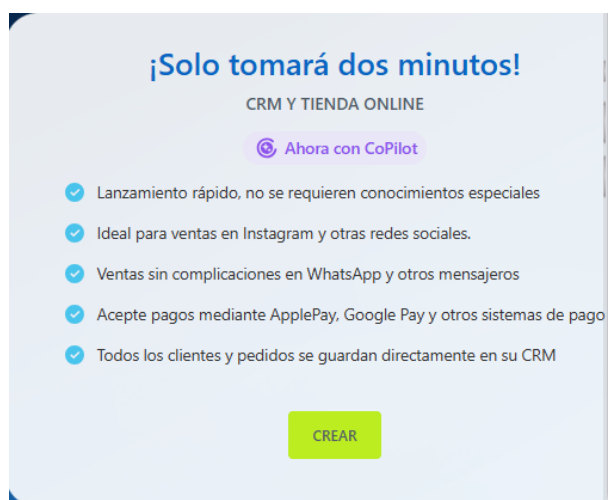 ¡Solo tomará dos minutos!
CRM Y TIENDA ONLINE
Ahora con CoPilot
Lanzamiento rápido, no se requieren conocimientos especiales
Ideal para ventas en Instagram y otras redes sociales.
Ventas sin complicaciones en WhatsApp y otros mensajeros
Acepte pagos mediante ApplePay, Google Pay y otros sistemas de pago
Todos los clientes y pedidos se guardan directamente en su CRM
CREAR